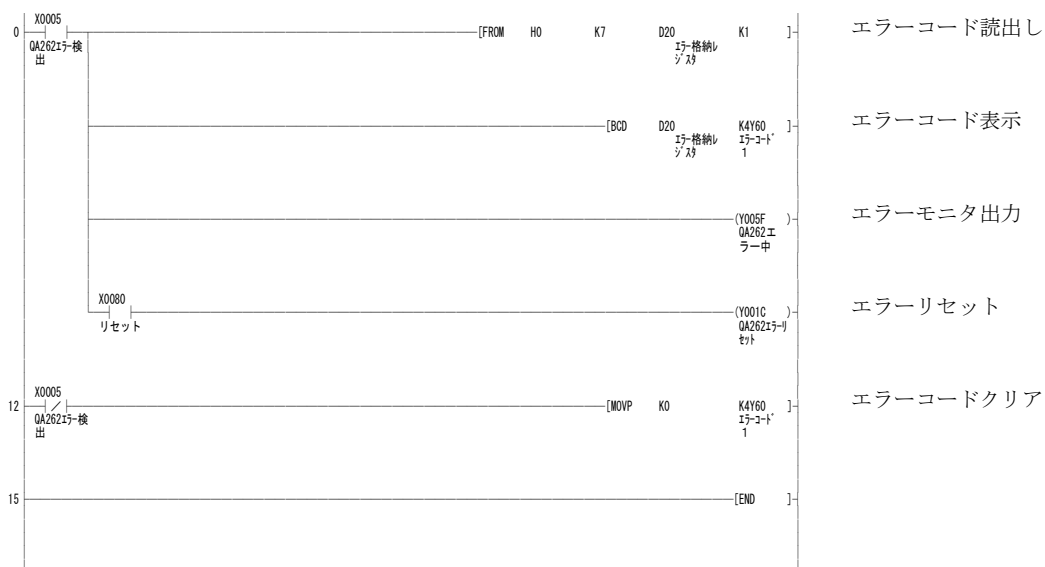 X0005
0 [FROM H0 K7 D20 K1 ] エラーコード読出し
QA262ｴﾗｰ検出 ｴﾗｰ格納ﾚｼﾞｽﾀ
[BCD D20 K4Y60 ] エラーコード表示
ｴﾗｰ格納ﾚｼﾞｽﾀ ｴﾗｰｺｰﾄﾞ1
(Y005F ) エラーモニタ出力
QA262エラー中
X0080
(Y001C ) エラーリセット
リセット QA262ｴﾗｰﾘｾｯﾄ
X0005
12 [MOVP K0 K4Y60 ] エラーコードクリア
QA262ｴﾗｰ検出 ｴﾗｰｺｰﾄﾞ1
15 [END ]